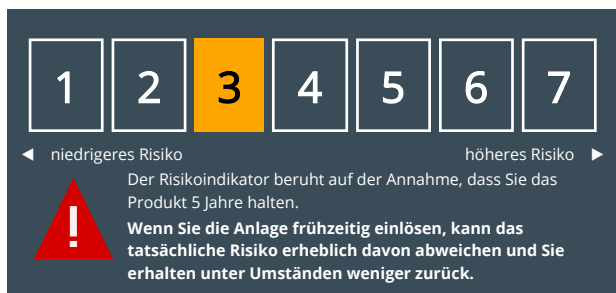 1 2 3 4 5 6 7
◄ niedrigeres Risiko höheres Risiko ►
Der Risikoindikator beruht auf der Annahme, dass Sie das
Produkt 5 Jahre halten.
Wenn Sie die Anlage frühzeitig einlösen, kann das
tatsächliche Risiko erheblich davon abweichen und Sie
erhalten unter Umständen weniger zurück.
!